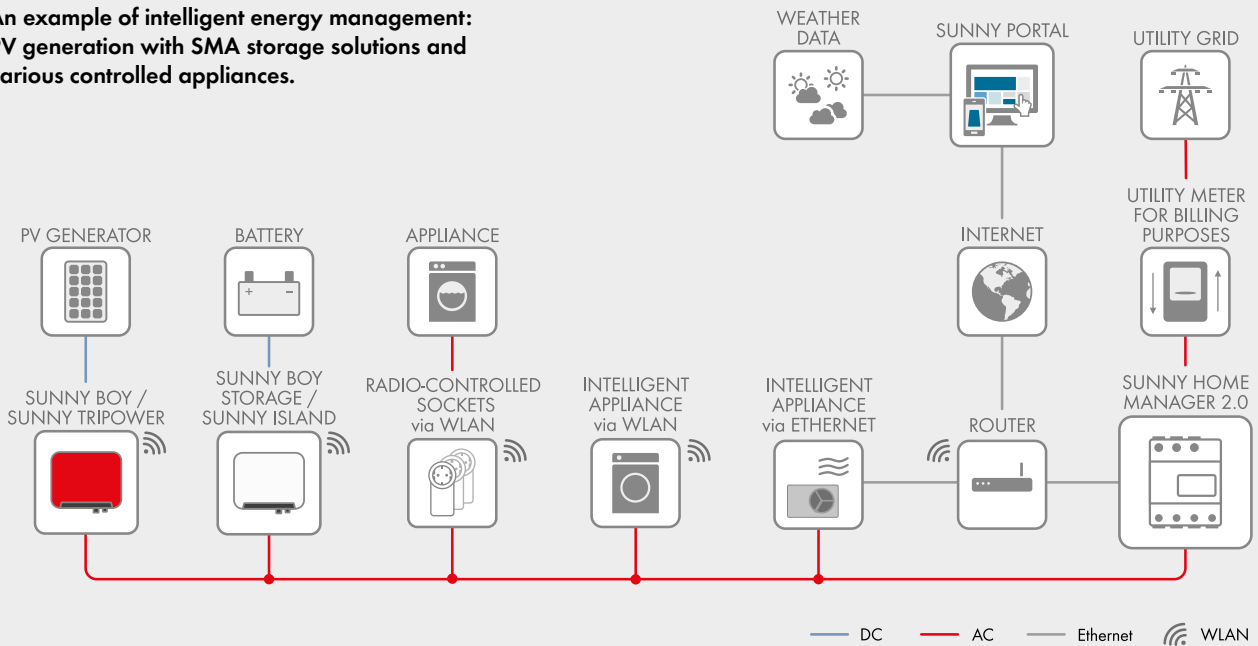 An example of intelligent energy management:
PV generation with SMA storage solutions and
various controlled appliances.
WEATHER
DATA
SUNNY PORTAL
UTILITY GRID
UTILITY METER
FOR BILLING
PURPOSES
PV GENERATOR
BATTERY
APPLIANCE
INTERNET
SUNNY BOY /
SUNNY TRIPOWER
SUNNY BOY
STORAGE /
SUNNY ISLAND
RADIO-CONTROLLED
SOCKETS
via WLAN
INTELLIGENT
APPLIANCE
via WLAN
INTELLIGENT
APPLIANCE
via ETHERNET
ROUTER
SUNNY HOME
MANAGER 2.0
DC
AC
Ethernet
WLAN